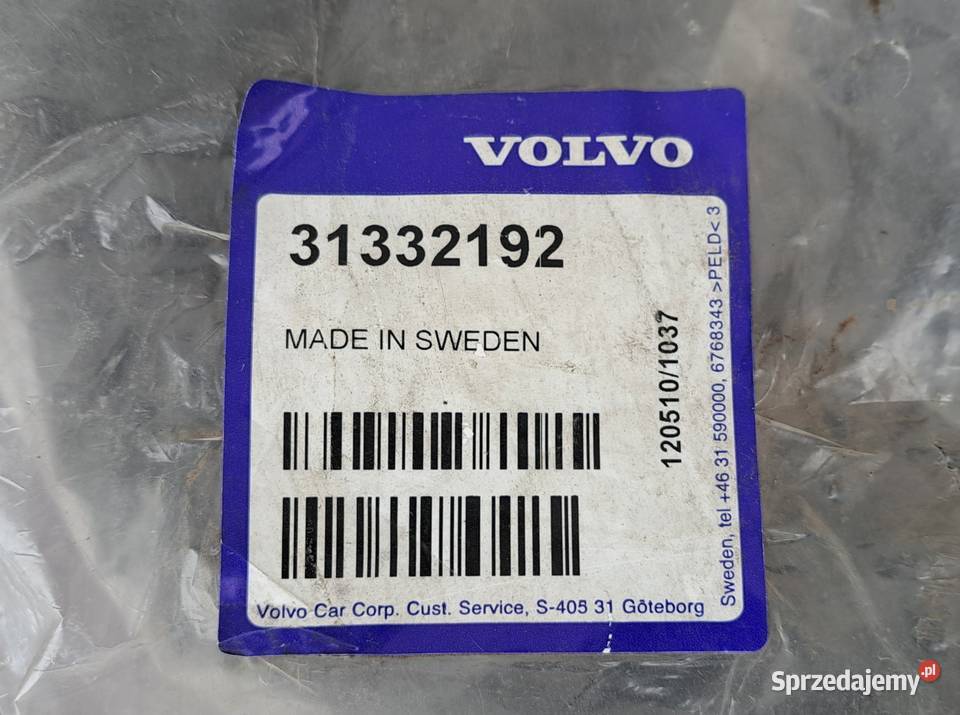 VOLVO
31332192
MADE IN SWEDEN
120510/1037
Sweden, tel +46 31 590000, 6768343 >PELD< 3
Volvo Car Corp. Cust. Service, S-405 31 Göteborg
Sprzedajemy.pl